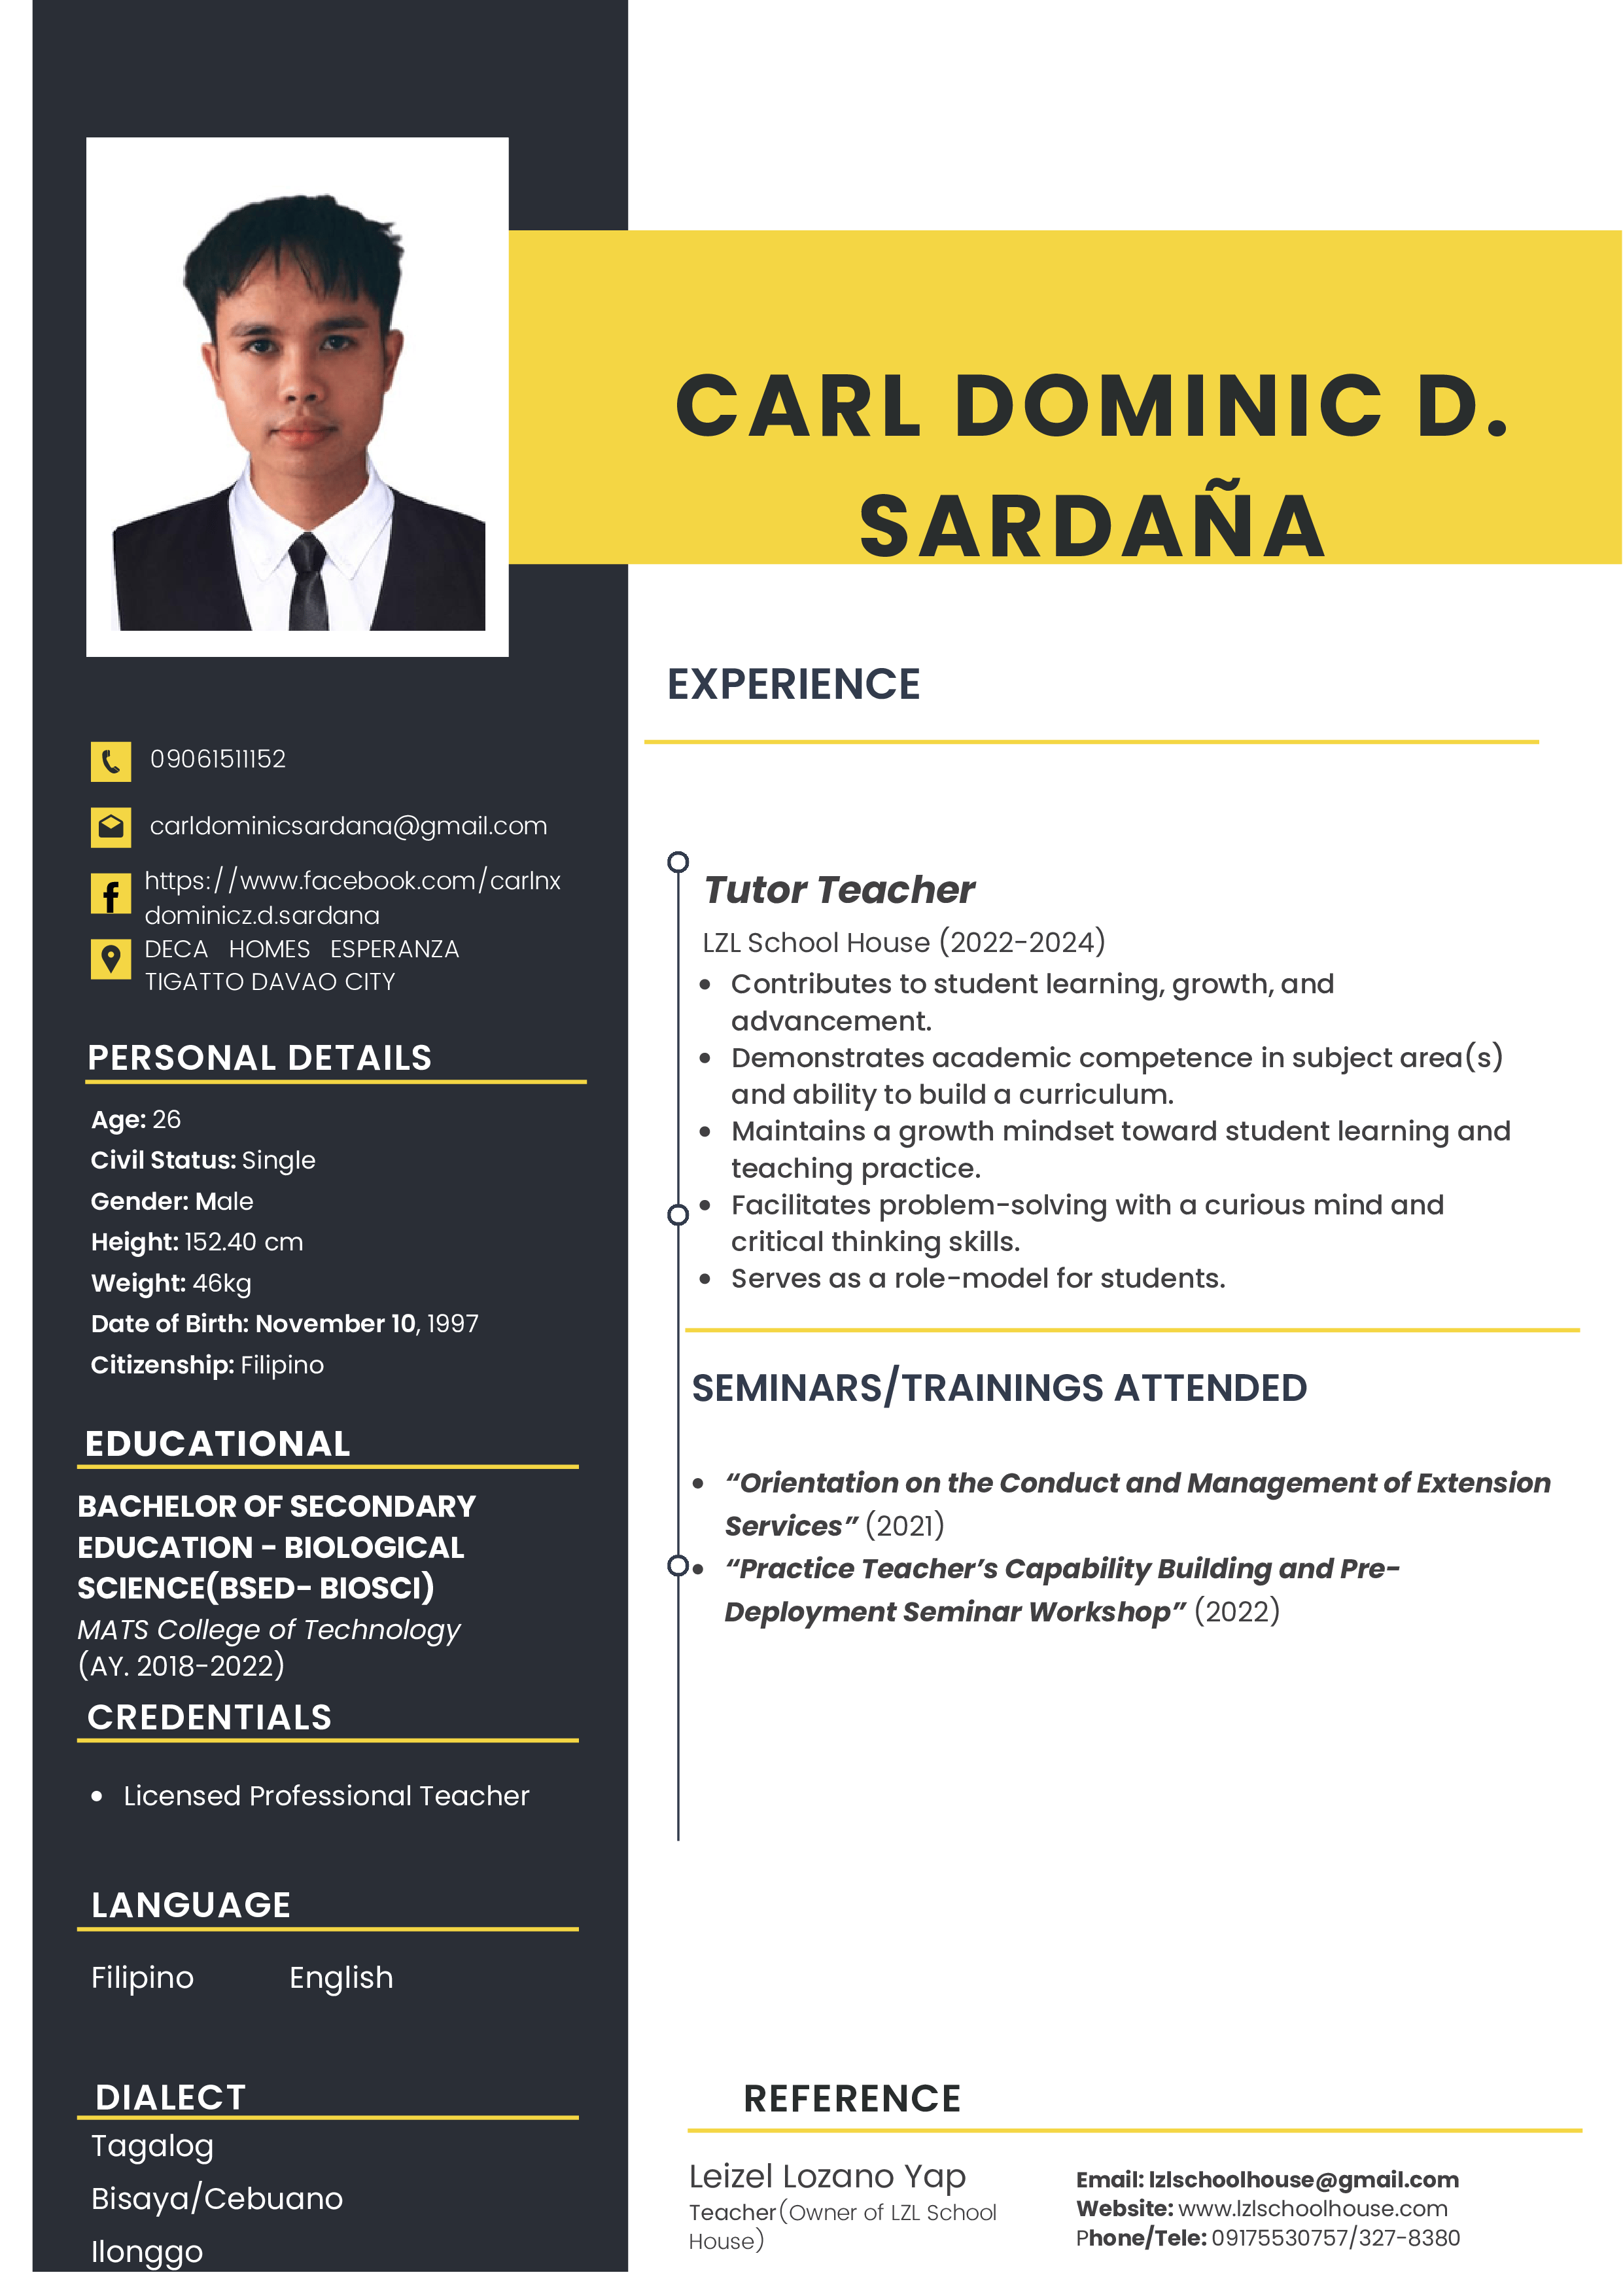 CARL DOMINIC D.
SARDAÑA
09061511152
carldominicsardana@gmail.com
https://www.facebook.com/carlnx
dominicz.d.sardana
DECA HOMES ESPERANZA
TIGATTO DAVAO CITY
PERSONAL DETAILS
Age: 26
Civil Status: Single
Gender: Male
Height: 152.40 cm
Weight: 46kg
Date of Birth: November 10, 1997
Citizenship: Filipino
EDUCATIONAL
BACHELOR OF SECONDARY
EDUCATION - BIOLOGICAL
SCIENCE(BSED- BIOSCI)
MATS College of Technology
(AY. 2018-2022)
CREDENTIALS
• Licensed Professional Teacher
LANGUAGE
Filipino English
DIALECT
Tagalog
Bisaya/Cebuano
Ilonggo
EXPERIENCE
Tutor Teacher
LZL School House (2022-2024)
• Contributes to student learning, growth, and
advancement.
• Demonstrates academic competence in subject area(s)
and ability to build a curriculum.
• Maintains a growth mindset toward student learning and
teaching practice.
• Facilitates problem-solving with a curious mind and
critical thinking skills.
• Serves as a role-model for students.
SEMINARS/TRAININGS ATTENDED
• “Orientation on the Conduct and Management of Extension
Services” (2021)
• “Practice Teacher’s Capability Building and Pre-
Deployment Seminar Workshop” (2022)
REFERENCE
Leizel Lozano Yap
Teacher(Owner of LZL School
House)
Email: lzlschoolhouse@gmail.com
Website: www.lzlschoolhouse.com
Phone/Tele: 09175530757/327-8380